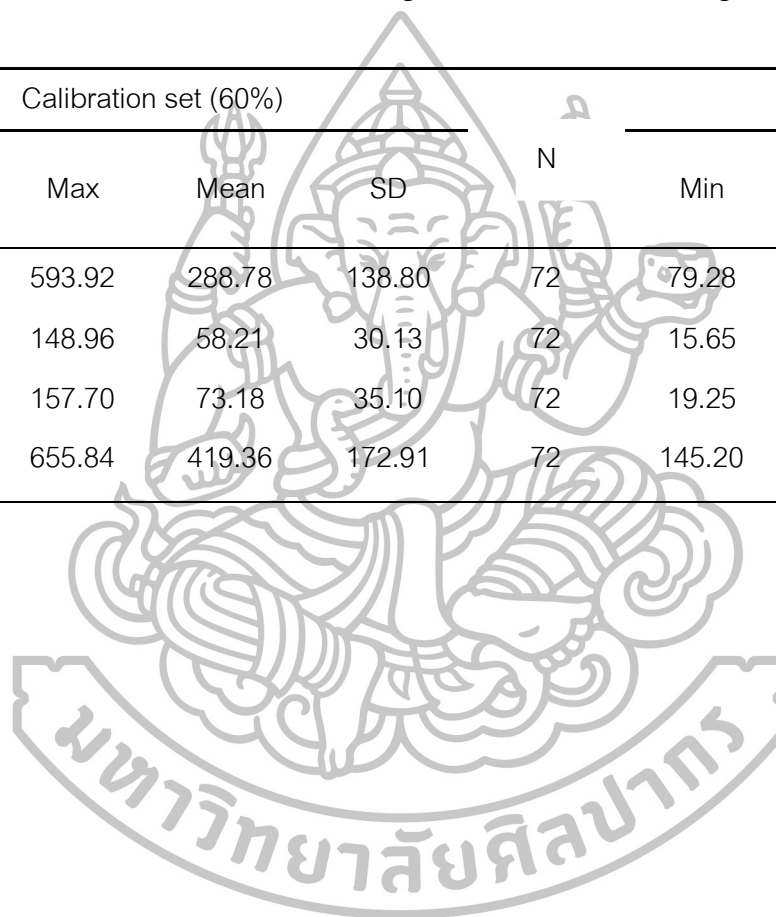 Calibration set (60%)
Max Mean SD N Min
593.92 288.78 138.80 72 79.28
148.96 58.21 30.13 72 15.65
157.70 73.18 35.10 72 19.25
655.84 419.36 172.91 72 145.20
มหาวิทยาลัยศิลปากร